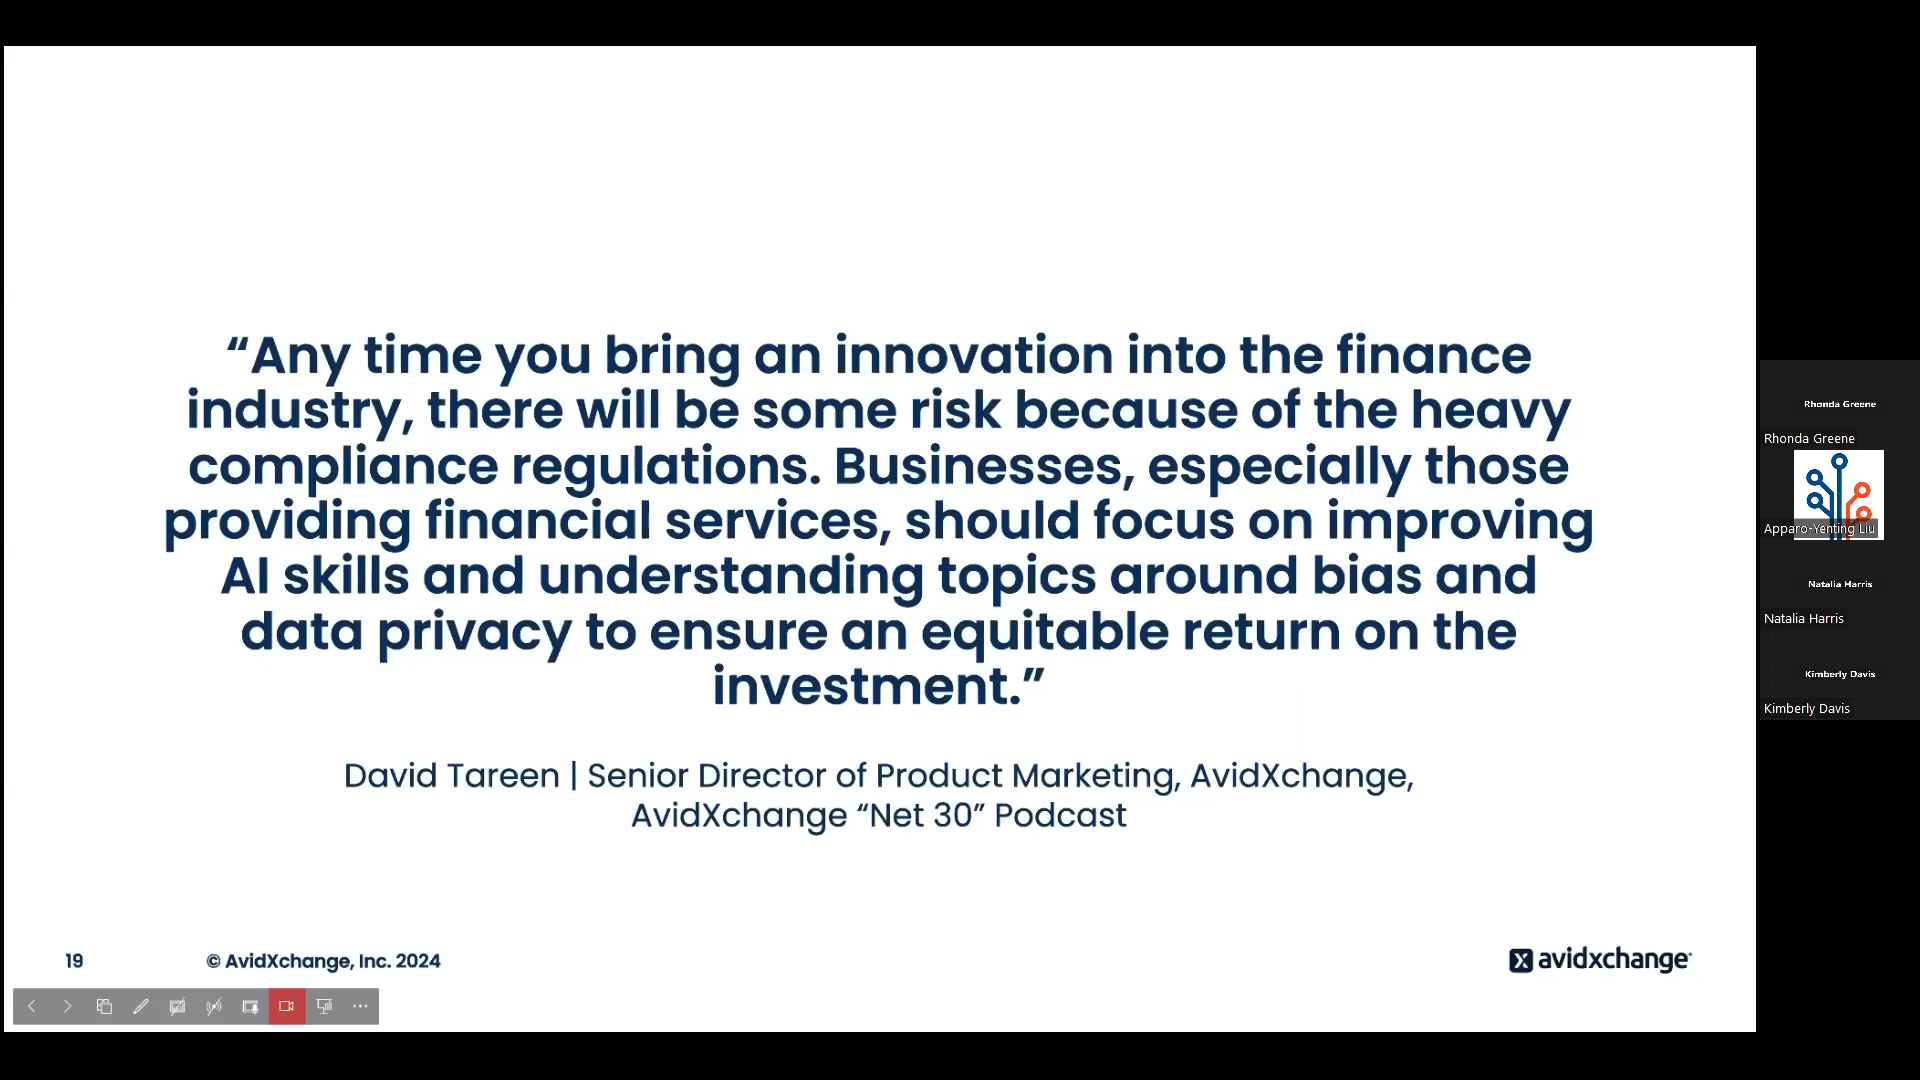 “Any time you bring an innovation into the finance
industry, there will be some risk because of the heavy
compliance regulations. Businesses, especially those
providing financial services, should focus on improving
AI skills and understanding topics around bias and
data privacy to ensure an equitable return on the
investment.”
David Tareen | Senior Director of Product Marketing, AvidXchange,
AvidXchange “Net 30” Podcast
19
© AvidXchange, Inc. 2024
avidxchange
Rhonda Greene
Rhonda Greene
Apparo-Yenting Liu
Natalia Harris
Natalia Harris
Kimberly Davis
Kimberly Davis